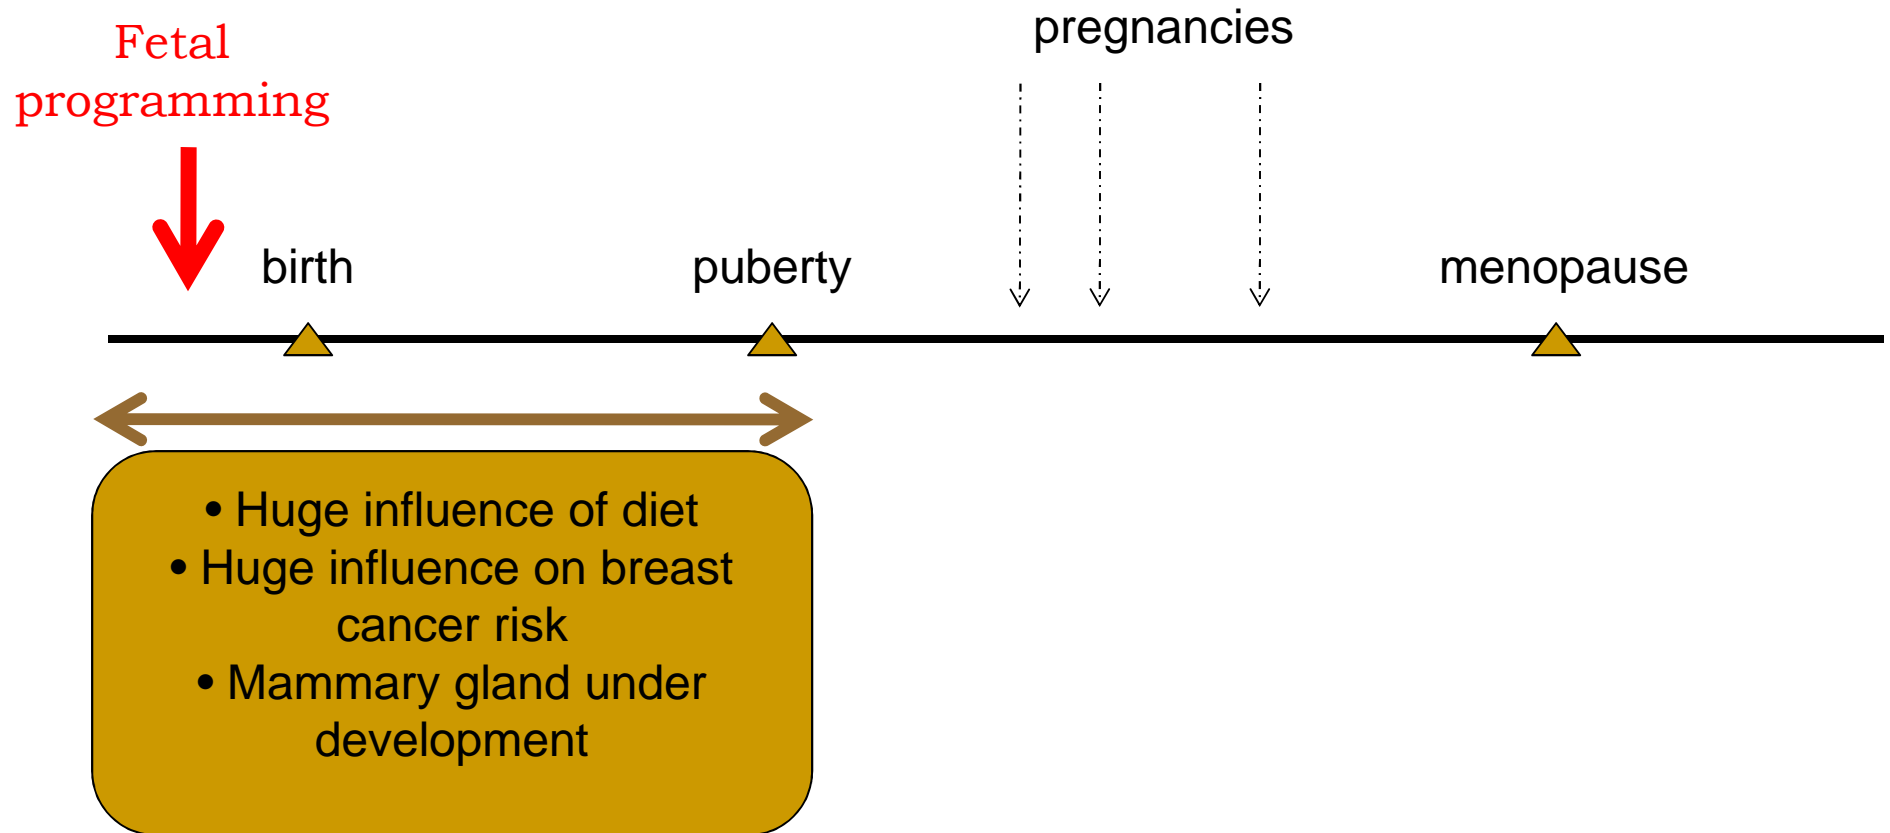 Fetal
programming
pregnancies
birth
puberty
menopause
• Huge influence of diet
• Huge influence on breast
cancer risk
• Mammary gland under
development